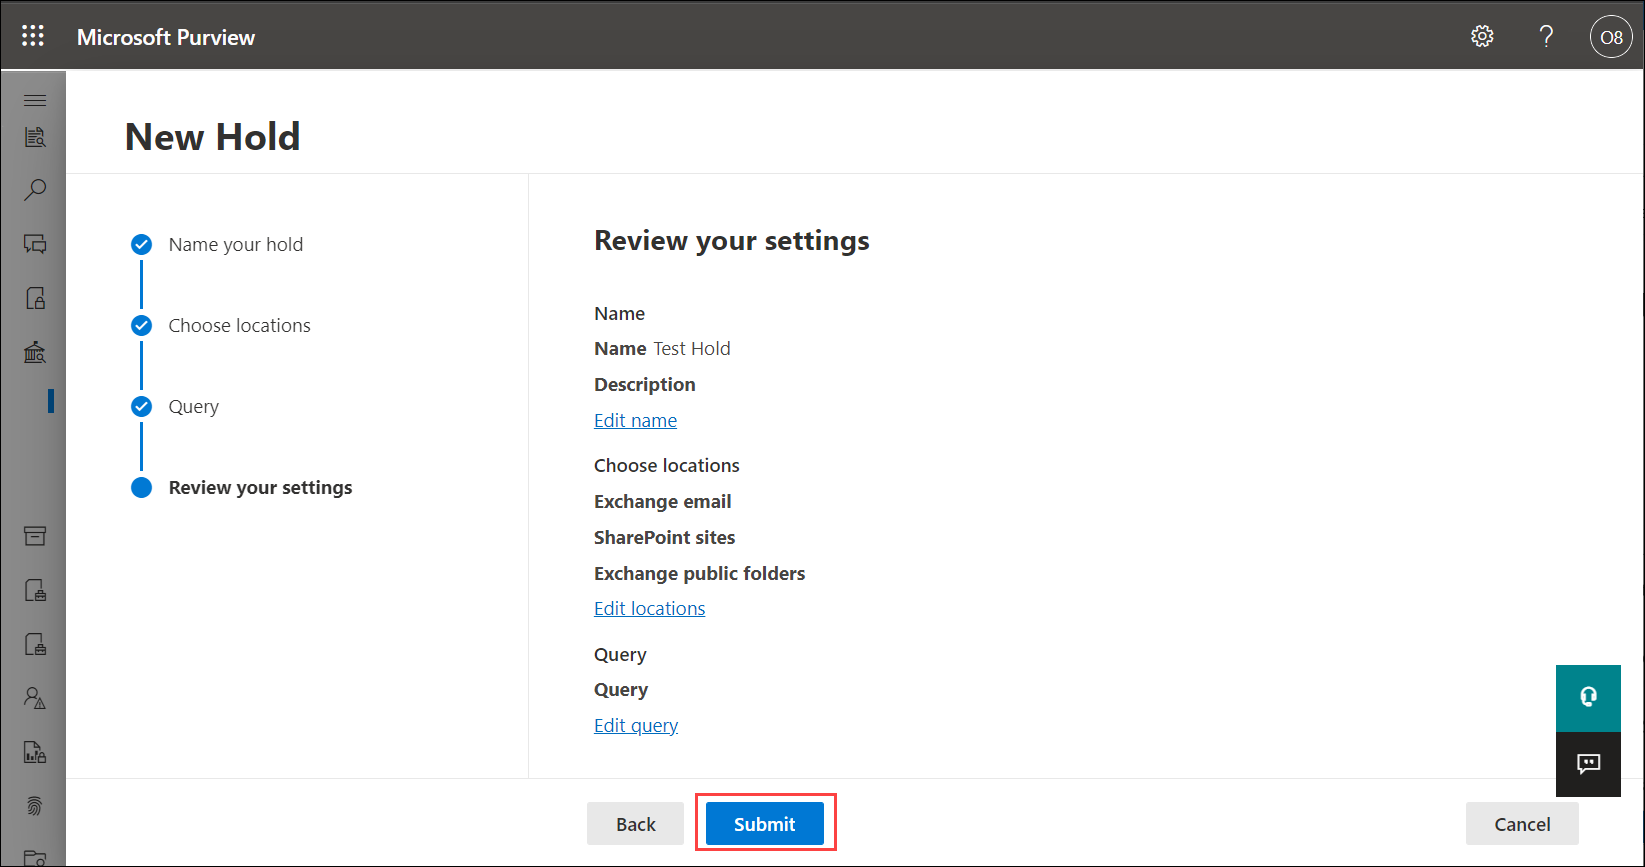 Microsoft Purview
O8
New Hold
Name your hold
Choose locations
Query
Review your settings
Review your settings
Name
Name Test Hold
Description
Edit name
Choose locations
Exchange email
SharePoint sites
Exchange public folders
Edit locations
Query
Query
Edit query
Back
Submit
Cancel